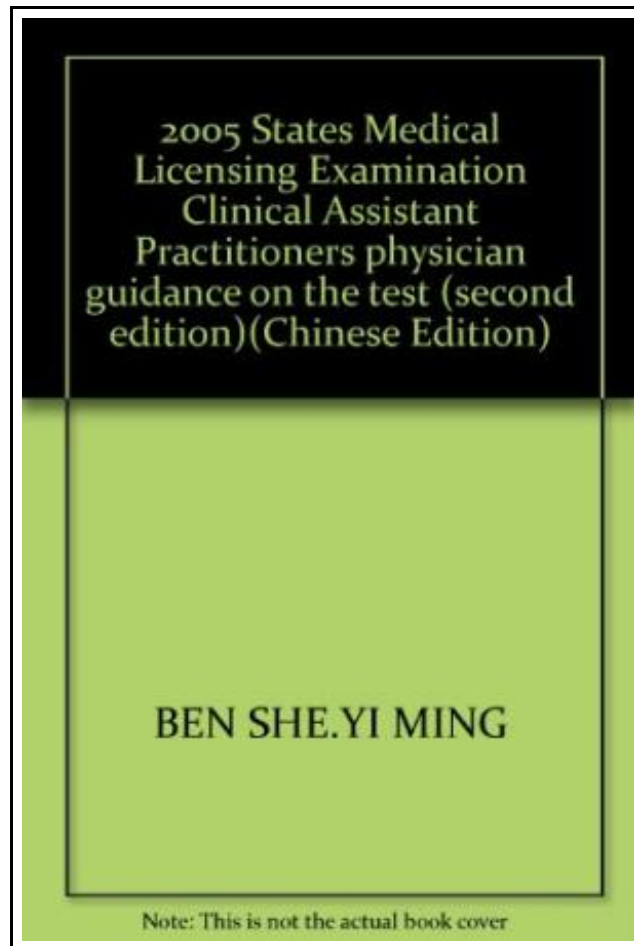 2005 States Medical
Licensing Examination
Clinical Assistant
Practitioners physician
guidance on the test (second
edition)(Chinese Edition)
BEN SHE.YI MING
Note: This is not the actual book cover